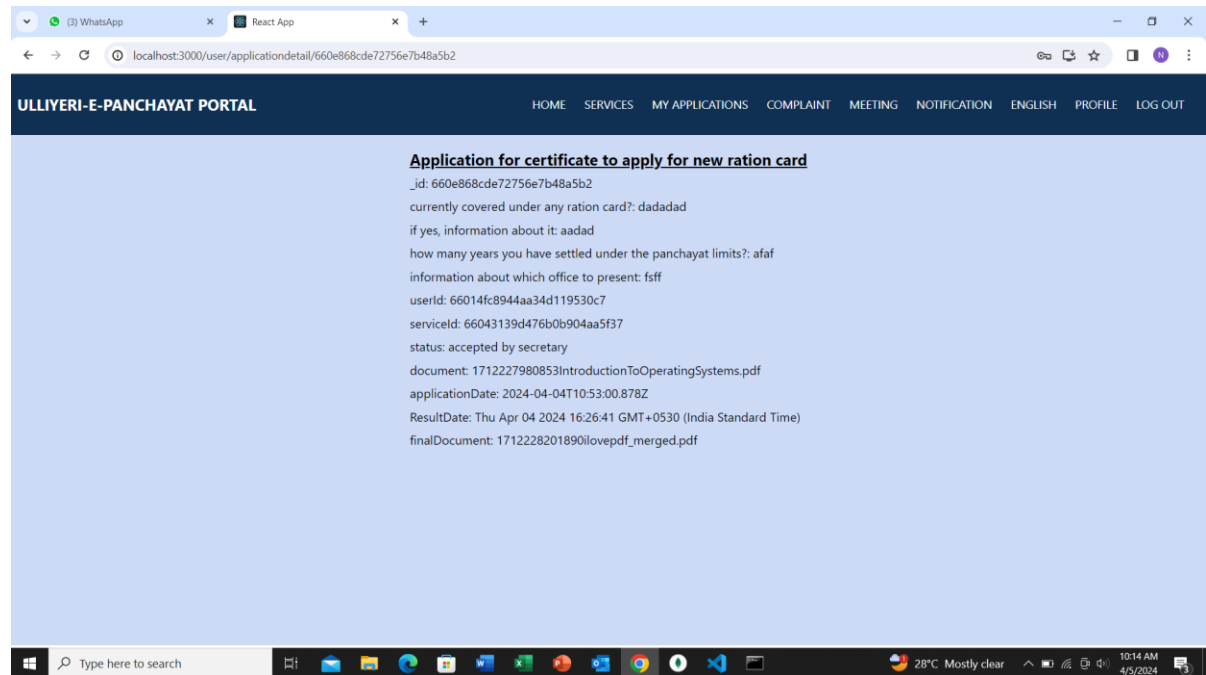 (3) WhatsApp
React App
localhost:3000/user/applicationdetail/660e868cde72756e7b48a5b2
N
ULLIYERI-E-PANCHAYAT PORTAL
HOME SERVICES MY APPLICATIONS COMPLAINT MEETING NOTIFICATION ENGLISH PROFILE LOG OUT
Application for certificate to apply for new ration card
_id: 660e868cde72756e7b48a5b2
currently covered under any ration card?: dadadad
if yes, information about it: aadad
how many years you have settled under the panchayat limits?: afaf
information about which office to present: fsff
userId: 66014fc8944aa34d119530c7
serviceId: 66043139d476b0b904aa5f37
status: accepted by secretary
document: 1712227980853IntroductionToOperatingSystems.pdf
applicationDate: 2024-04-04T10:53:00.878Z
ResultDate: Thu Apr 04 2024 16:26:41 GMT+0530 (India Standard Time)
finalDocument: 1712228201890ilovepdf_merged.pdf
Type here to search
28°C Mostly clear
10:14 AM
4/5/2024
3